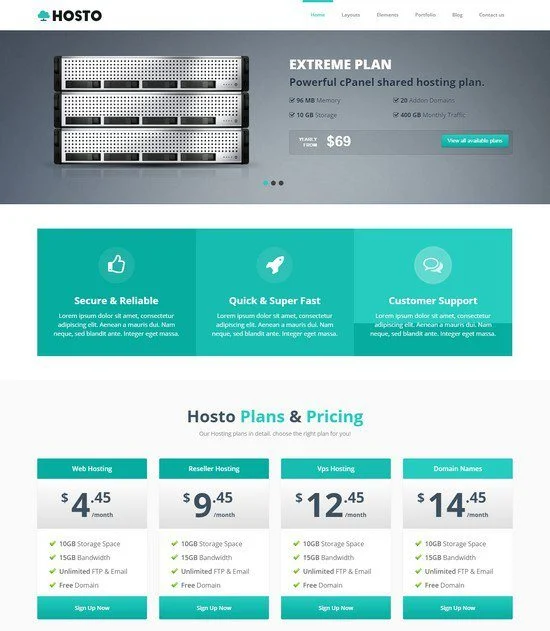 HOSTO
Home Layouts Elements Portfolio Blog Contact us
EXTREME PLAN
Powerful cPanel shared hosting plan.
96 MB Memory 20 Addon Domains
10 GB Storage 400 GB Monthly Traffic
YEARLY
FROM
$69
View all available plans
Secure & Reliable
Lorem ipsum dolor sit amet, consectetur
adipiscing elit. Aenean a mauris dui. Nam
neque, sed blandit ante. Integer eget massa.
Quick & Super Fast
Lorem ipsum dolor sit amet, consectetur
adipiscing elit. Aenean a mauris dui. Nam
neque, sed blandit ante. Integer eget massa.
Customer Support
Lorem ipsum dolor sit amet, consectetur
adipiscing elit. Aenean a mauris dui. Nam
neque, sed blandit ante. Integer eget massa.
Hosto Plans & Pricing
Our Hosting plans in detail, choose the right plan for you!
Web Hosting
$4.45
/month
10GB Storage Space
15GB Bandwidth
Unlimited FTP & Email
Free Domain
Sign Up Now
Reseller Hosting
$9.45
/month
10GB Storage Space
15GB Bandwidth
Unlimited FTP & Email
Free Domain
Sign Up Now
Vps Hosting
$12.45
/month
10GB Storage Space
15GB Bandwidth
Unlimited FTP & Email
Free Domain
Sign Up Now
Domain Names
$14.45
/month
10GB Storage Space
15GB Bandwidth
Unlimited FTP & Email
Free Domain
Sign Up Now